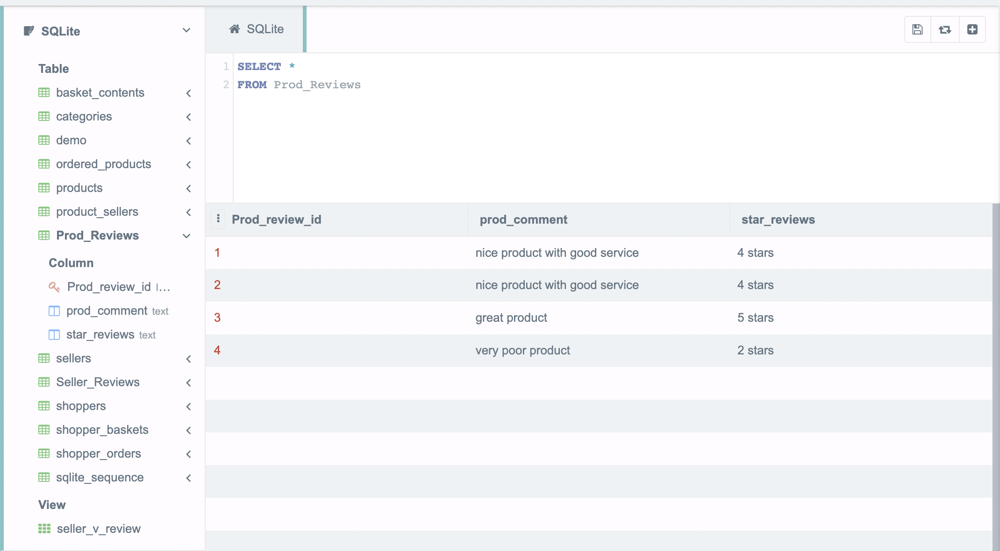 SQLite
Table
basket_contents
categories
demo
ordered_products
products
product_sellers
Prod_Reviews
Column
Prod_review_id I...
prod_comment text
star_reviews text
sellers
Seller_Reviews
shoppers
shopper_baskets
shopper_orders
sqlite_sequence
View
seller_v_review
SQLite
1 SELECT *
2 FROM Prod_Reviews
Prod_review_id prod_comment star_reviews
1 nice product with good service 4 stars
2 nice product with good service 4 stars
3 great product 5 stars
4 very poor product 2 stars